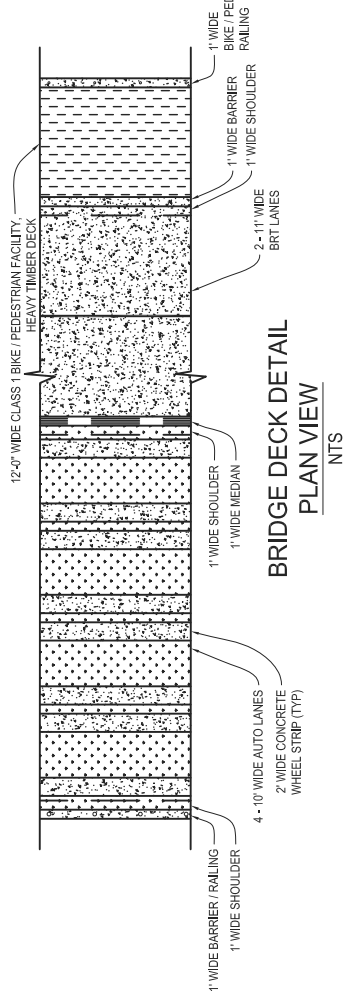 12'-0" WIDE CLASS 1 BIKE / PEDESTRIAN FACILITY,
HEAVY TIMBER DECK
1' WIDE
BIKE / PED
RAILING
1' WIDE BARRIER
1' WIDE SHOULDER
2 - 11' WIDE
BRT LANES
1' WIDE SHOULDER
1' WIDE MEDIAN
4 - 10' WIDE AUTO LANES
2' WIDE CONCRETE
WHEEL STRIP (TYP)
1' WIDE BARRIER / RAILING
1' WIDE SHOULDER
BRIDGE DECK DETAIL
PLAN VIEW
NTS